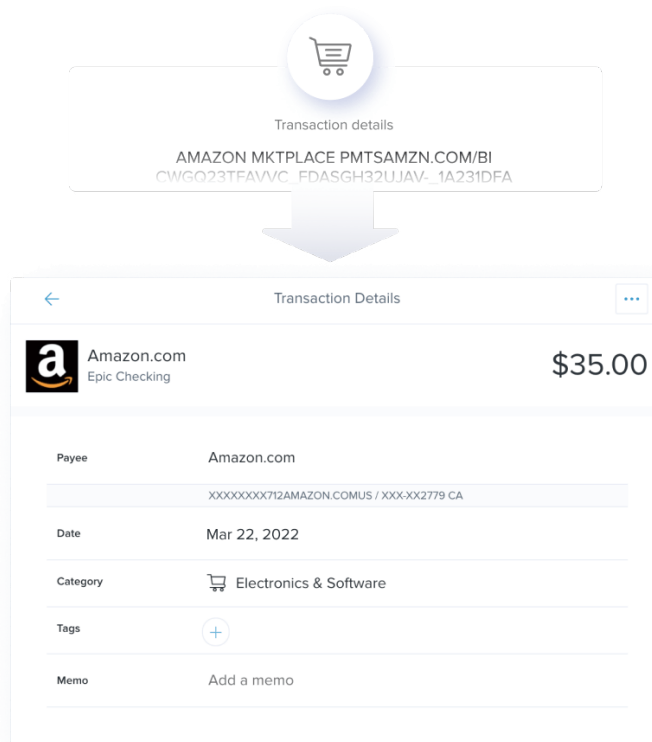 Transaction details
AMAZON MKTPLACE PMTSAMZN.COM/BI
CWGQ23TFAVVC_FDASGH32UJAV-_1A231DFA
Transaction Details
Amazon.com
$35.00
Epic Checking
Payee Amazon.com
XXXXXXXX712AMAZON.COMUS / XXX-XX2779 CA
Date Mar 22, 2022
Category Electronics & Software
Tags +
Memo Add a memo